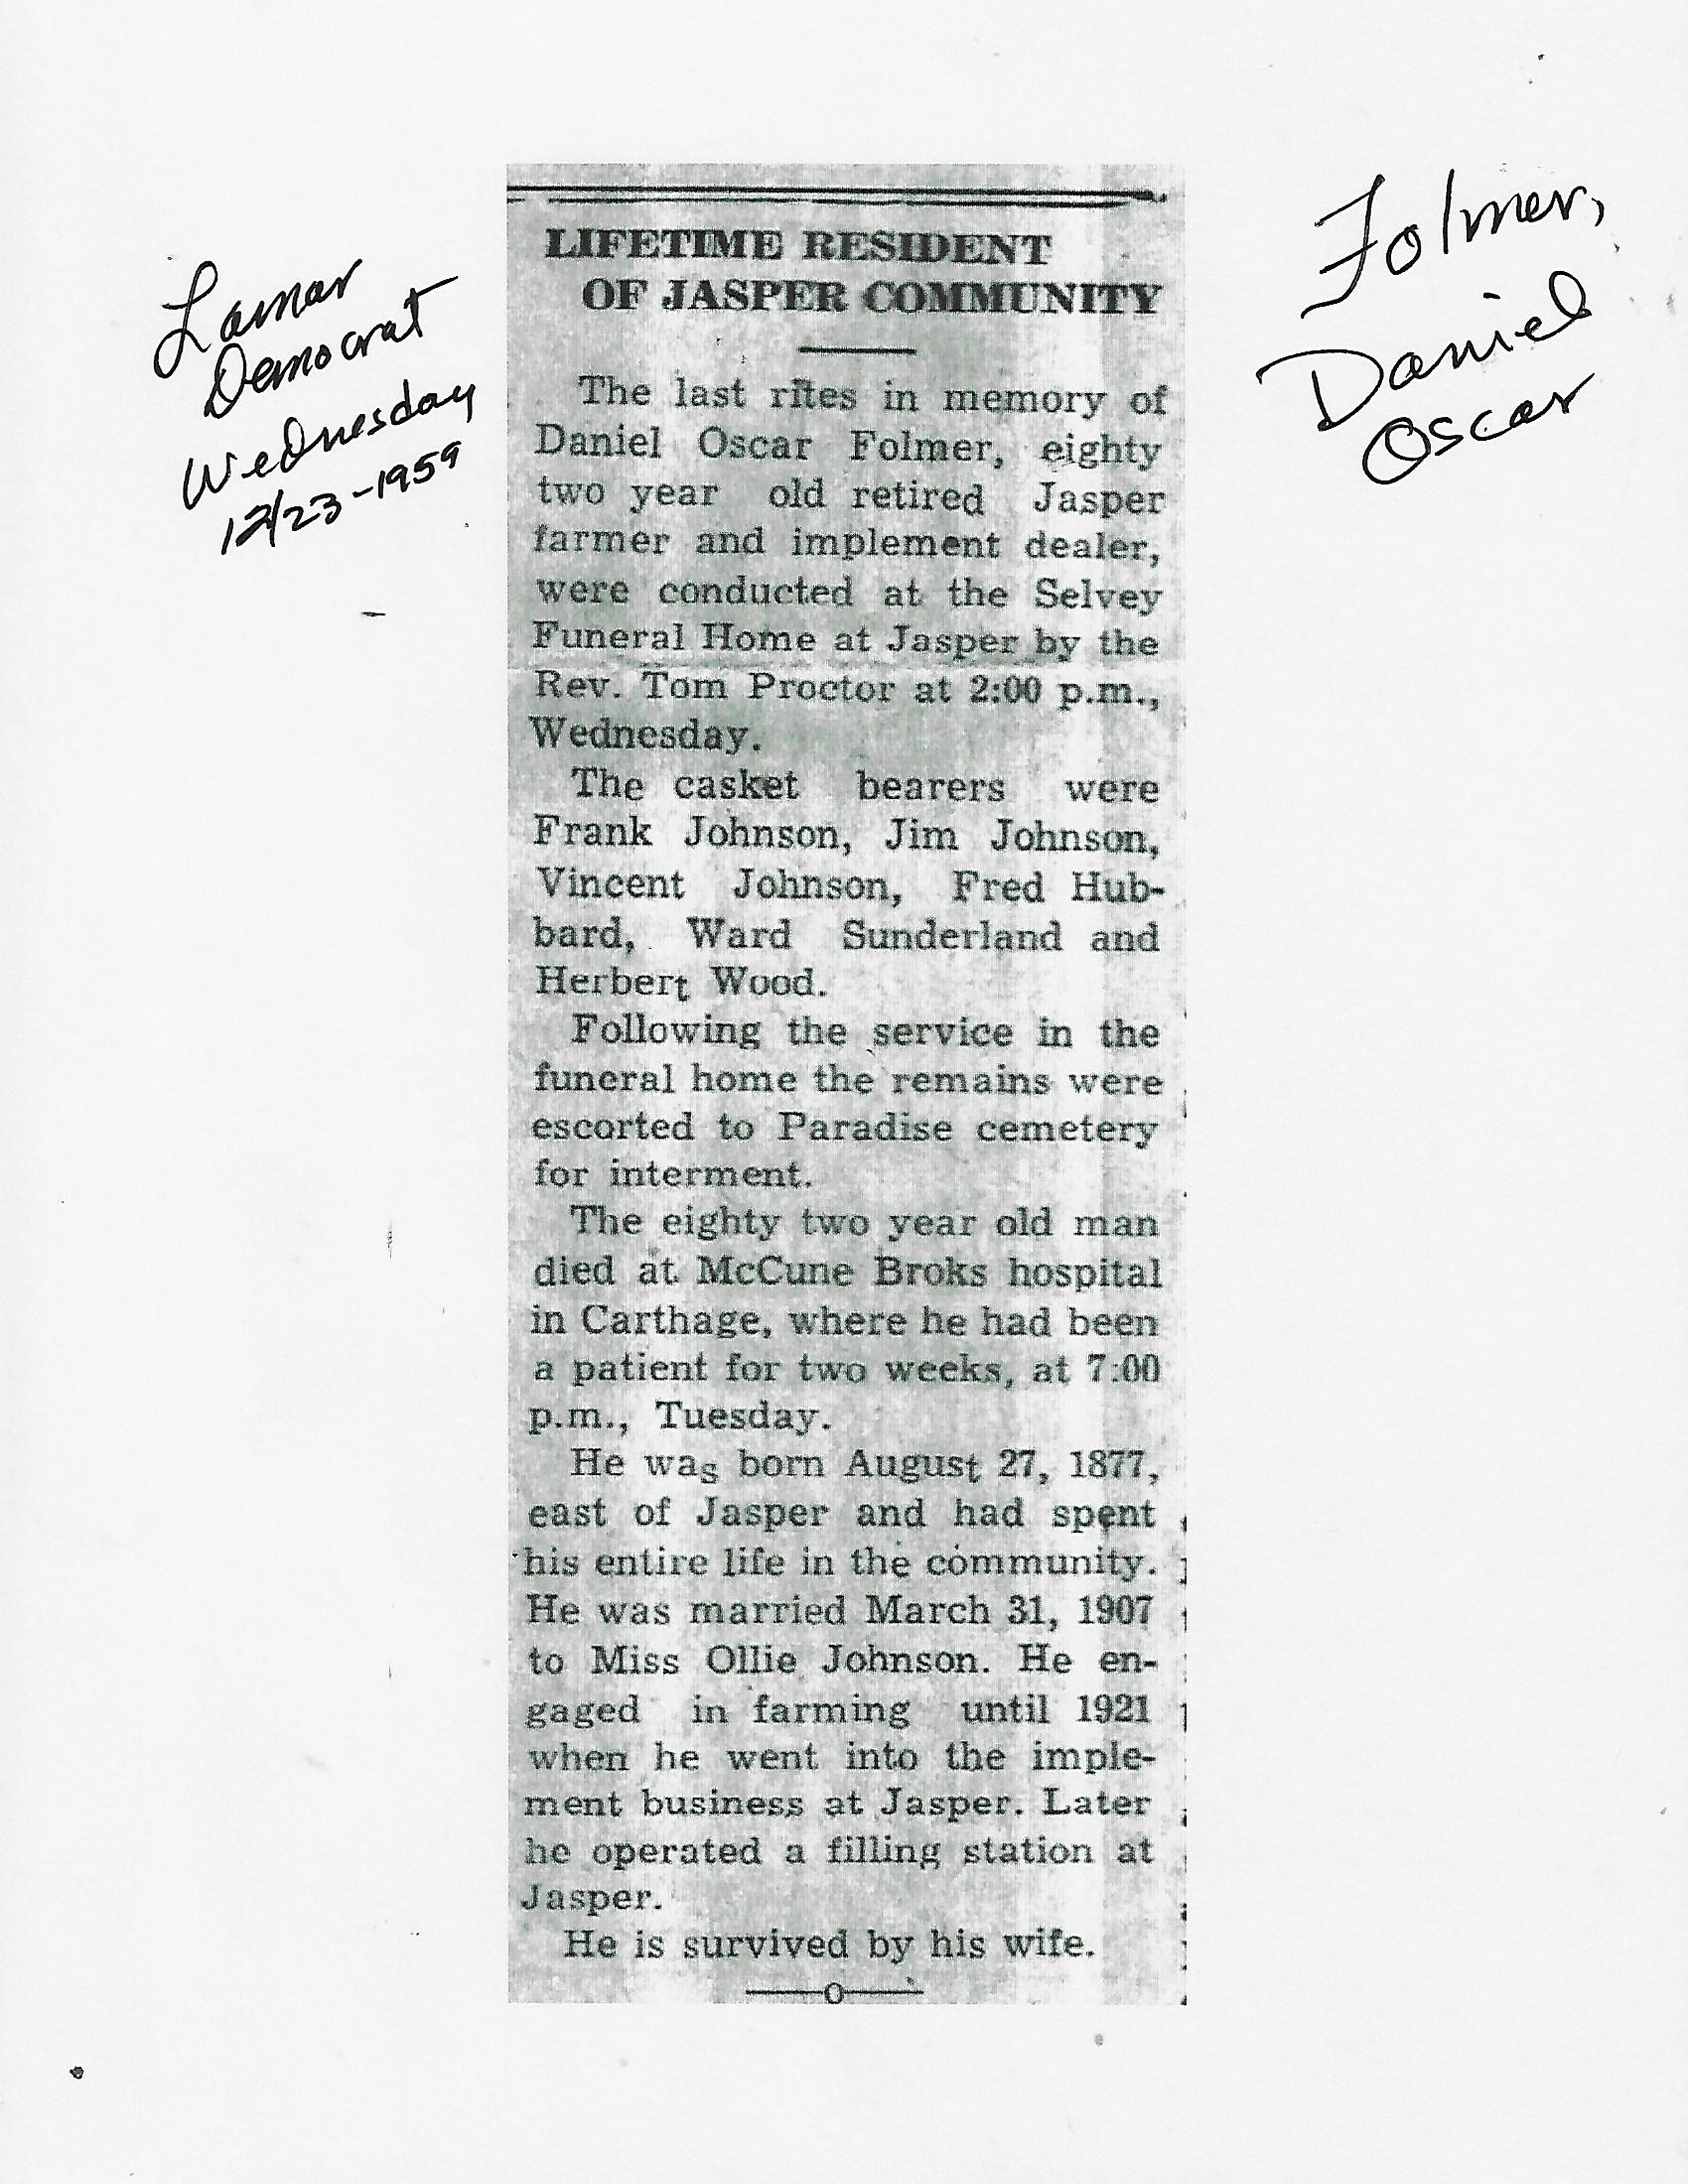 Lamar
Democrat
Wednesday
12/23-1959
Folmer,
Daniel
Oscar
LIFETIME RESIDENT
OF JASPER COMMUNITY
The last rites in memory of
Daniel Oscar Folmer, eighty
two year old retired Jasper
farmer and implement dealer,
were conducted at the Selvey
Funeral Home at Jasper by the
Rev. Tom Proctor at 2:00 p.m.,
Wednesday.
The casket bearers were
Frank Johnson, Jim Johnson,
Vincent Johnson, Fred Hub-
bard, Ward Sunderland and
Herbert Wood.
Following the service in the
funeral home the remains were
escorted to Paradise cemetery
for interment.
The eighty two year old man
died at McCune Broks hospital
in Carthage, where he had been
a patient for two weeks, at 7:00
p.m., Tuesday.
He was born August 27, 1877,
east of Jasper and had spent
his entire life in the community.
He was married March 31, 1907
to Miss Ollie Johnson. He en-
gaged in farming until 1921
when he went into the imple-
ment business at Jasper. Later
he operated a filling station at
Jasper.
He is survived by his wife.
—o—